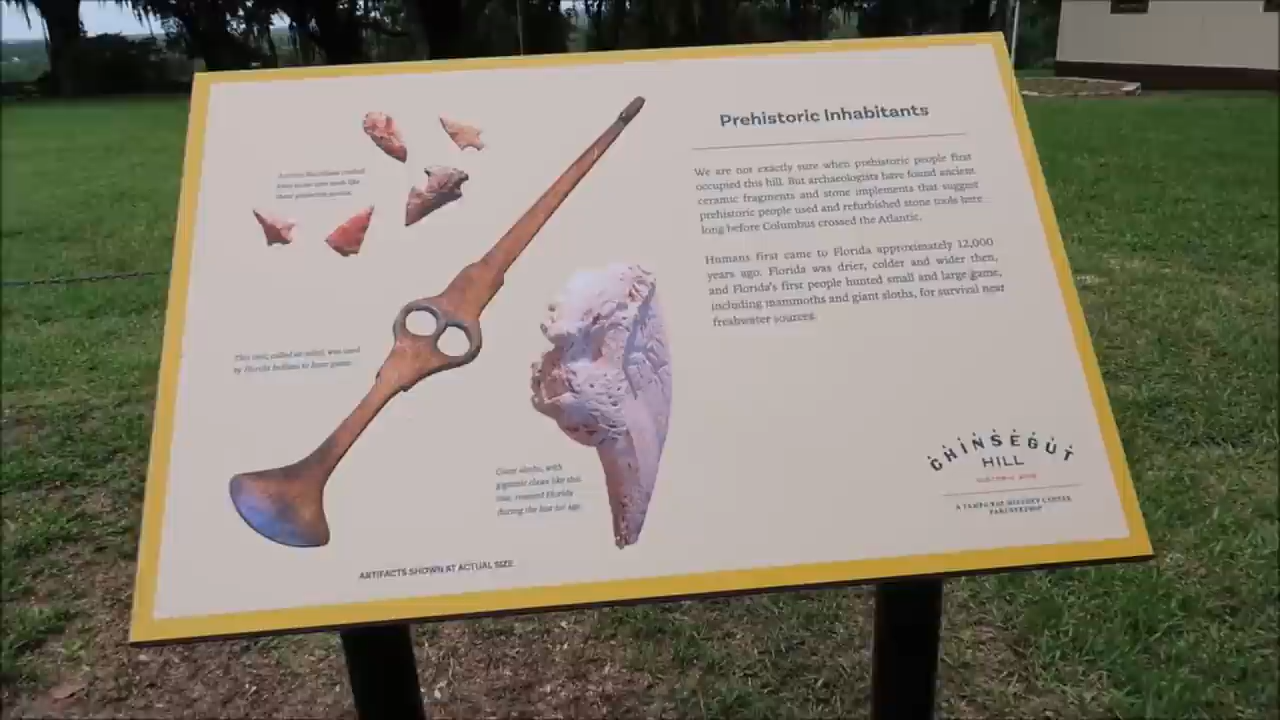 Prehistoric Inhabitants
We are not exactly sure when prehistoric people first
occupied this hill. But archaeologists have found ancient
ceramic fragments and stone implements that suggest
prehistoric people used and refurbished stone tools here
long before Columbus crossed the Atlantic.
Humans first came to Florida approximately 12,000
years ago. Florida was drier, colder and wider then,
and Florida's first people hunted small and large game,
including mammoths and giant sloths, for survival near
freshwater sources.
This tool, called an atlatl, was used
by Florida Indians to hunt game.
Giant sloths, with
gigantic claws like this
one, roamed Florida
during the last ice age.
ARTIFACTS SHOWN AT ACTUAL SIZE
CHINSEGUT
HILL
A TAMPA BAY HISTORY CENTER
PARTNERSHIP